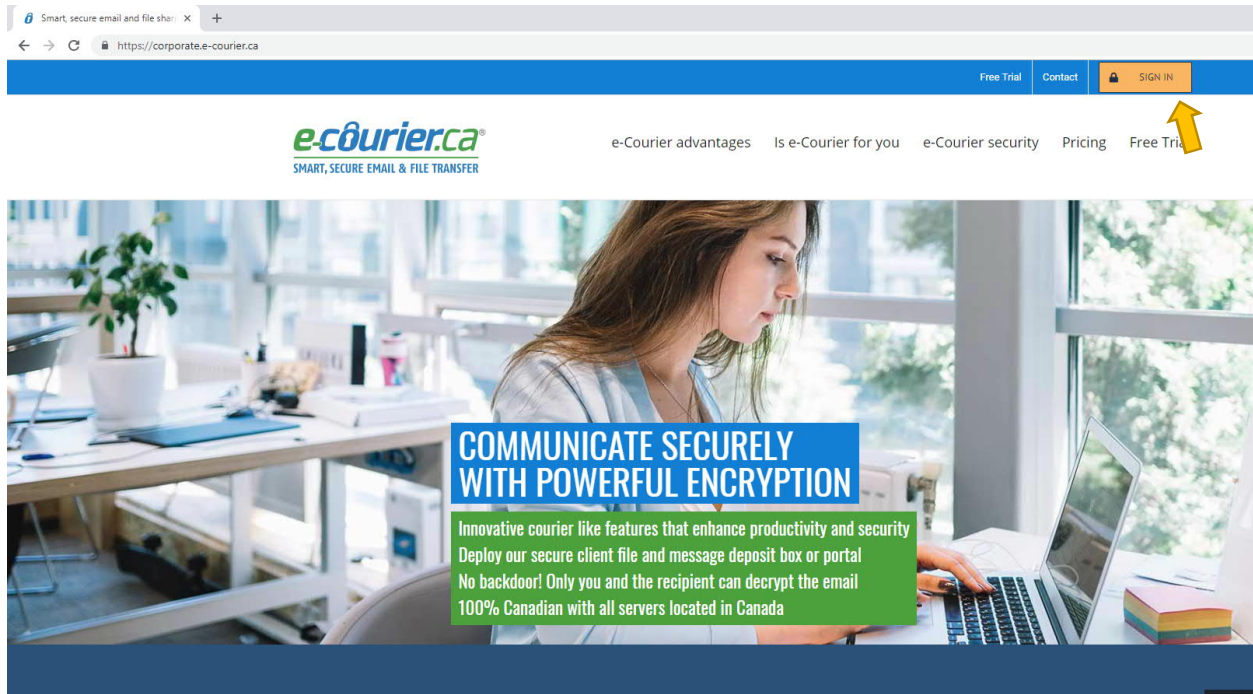 Smart, secure email and file shar
https://corporate.e-courier.ca
Free Trial
Contact
SIGN IN
e-côurier.ca®
SMART, SECURE EMAIL & FILE TRANSFER
e-Courier advantages
Is e-Courier for you
e-Courier security
Pricing
Free Tria
COMMUNICATE SECURELY
WITH POWERFUL ENCRYPTION
Innovative courier like features that enhance productivity and security
Deploy our secure client file and message deposit box or portal
No backdoor! Only you and the recipient can decrypt the email
100% Canadian with all servers located in Canada